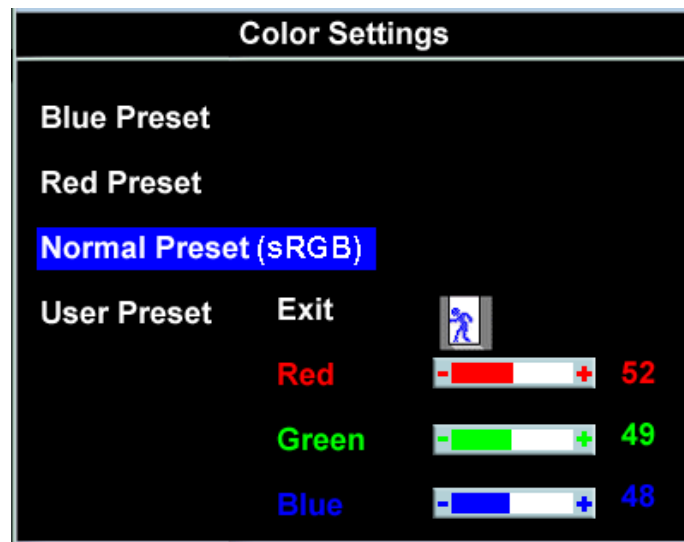 Color Settings
Blue Preset
Red Preset
Normal Preset (sRGB)
User Preset Exit
Red - + 52
Green - + 49
Blue - + 48